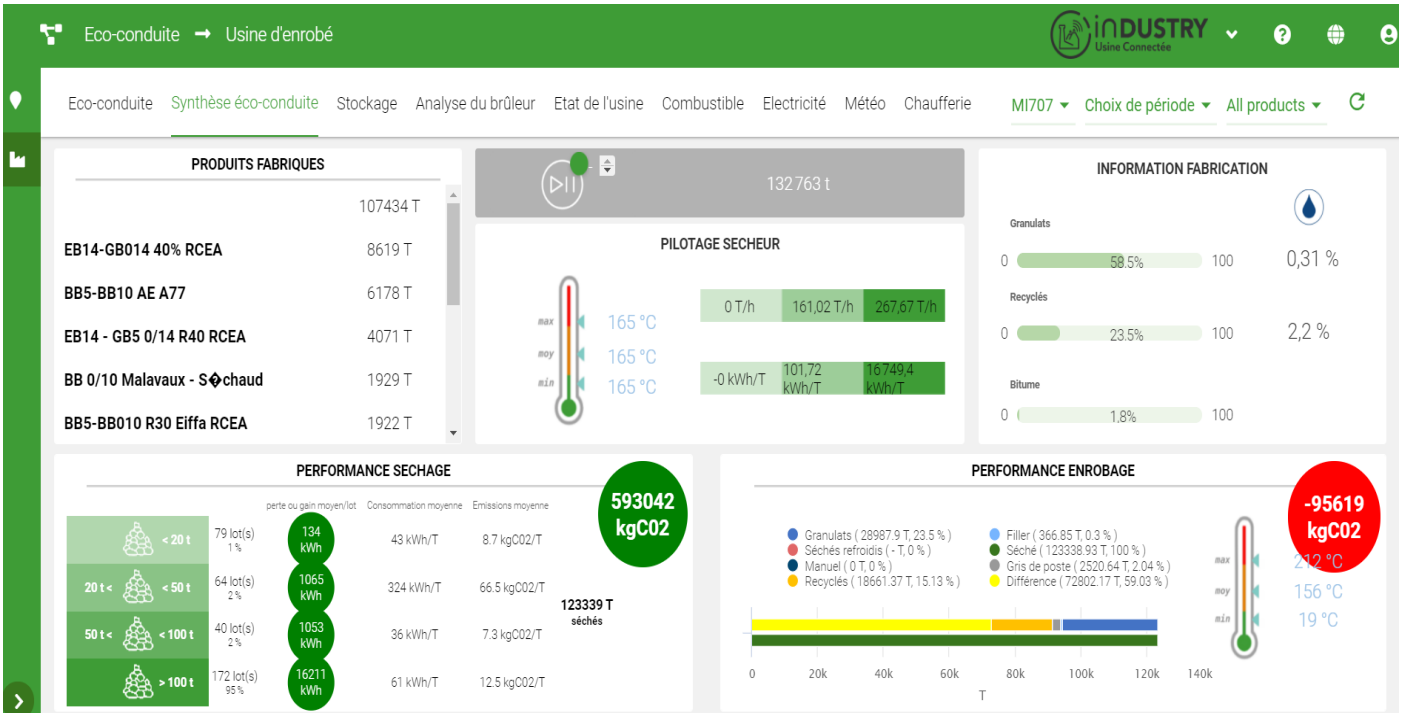 Eco-conduite → Usine d'enrobé
inDUSTRY
Usine Connectée
Eco-conduite Synthèse éco-conduite Stockage Analyse du brûleur Etat de l'usine Combustible Electricité Météo Chaufferie MI707 Choix de période All products
PRODUITS FABRIQUES
107434 T
EB14-GB014 40% RCEA 8619 T
BB5-BB10 AE A77 6178 T
EB14 - GB5 0/14 R40 RCEA 4071 T
BB 0/10 Malavaux - S�chaud 1929 T
BB5-BB010 R30 Eiffa RCEA 1922 T
132 763 t
PILOTAGE SECHEUR
max 165 °C
moy 165 °C
min 165 °C
0 T/h 161,02 T/h 267,67 T/h
-0 kWh/T 101,72 kWh/T 16 749,4 kWh/T
INFORMATION FABRICATION
Granulats
0 58.5% 100 0,31 %
Recyclés
0 23.5% 100 2,2 %
Bitume
0 1.8% 100
PERFORMANCE SECHAGE
593042
kgC02
perte ou gain moyen/lot Consommation moyenne Emissions moyenne
< 20 t 79 lot(s) 1 % 134 kWh 43 kWh/T 8.7 kgC02/T
20 t < < 50 t 64 lot(s) 2 % 1065 kWh 324 kWh/T 66.5 kgC02/T
50 t < < 100 t 40 lot(s) 2 % 1053 kWh 36 kWh/T 7.3 kgC02/T
> 100 t 172 lot(s) 95 % 16211 kWh 61 kWh/T 12.5 kgC02/T
123339 T
séchés
PERFORMANCE ENROBAGE
-95619
kgC02
Granulats ( 28987.9 T, 23.5 % )
Séchés refroidis ( - T, 0 % )
Manuel ( 0 T, 0 % )
Recyclés ( 18661.37 T, 15.13 % )
Filler ( 366.85 T, 0.3 % )
Séché ( 123338.93 T, 100 % )
Gris de poste ( 2520.64 T, 2.04 % )
Différence ( 72802.17 T, 59.03 % )
max 212 °C
moy 156 °C
min 19 °C
0 20k 40k 60k 80k 100k 120k 140k
T